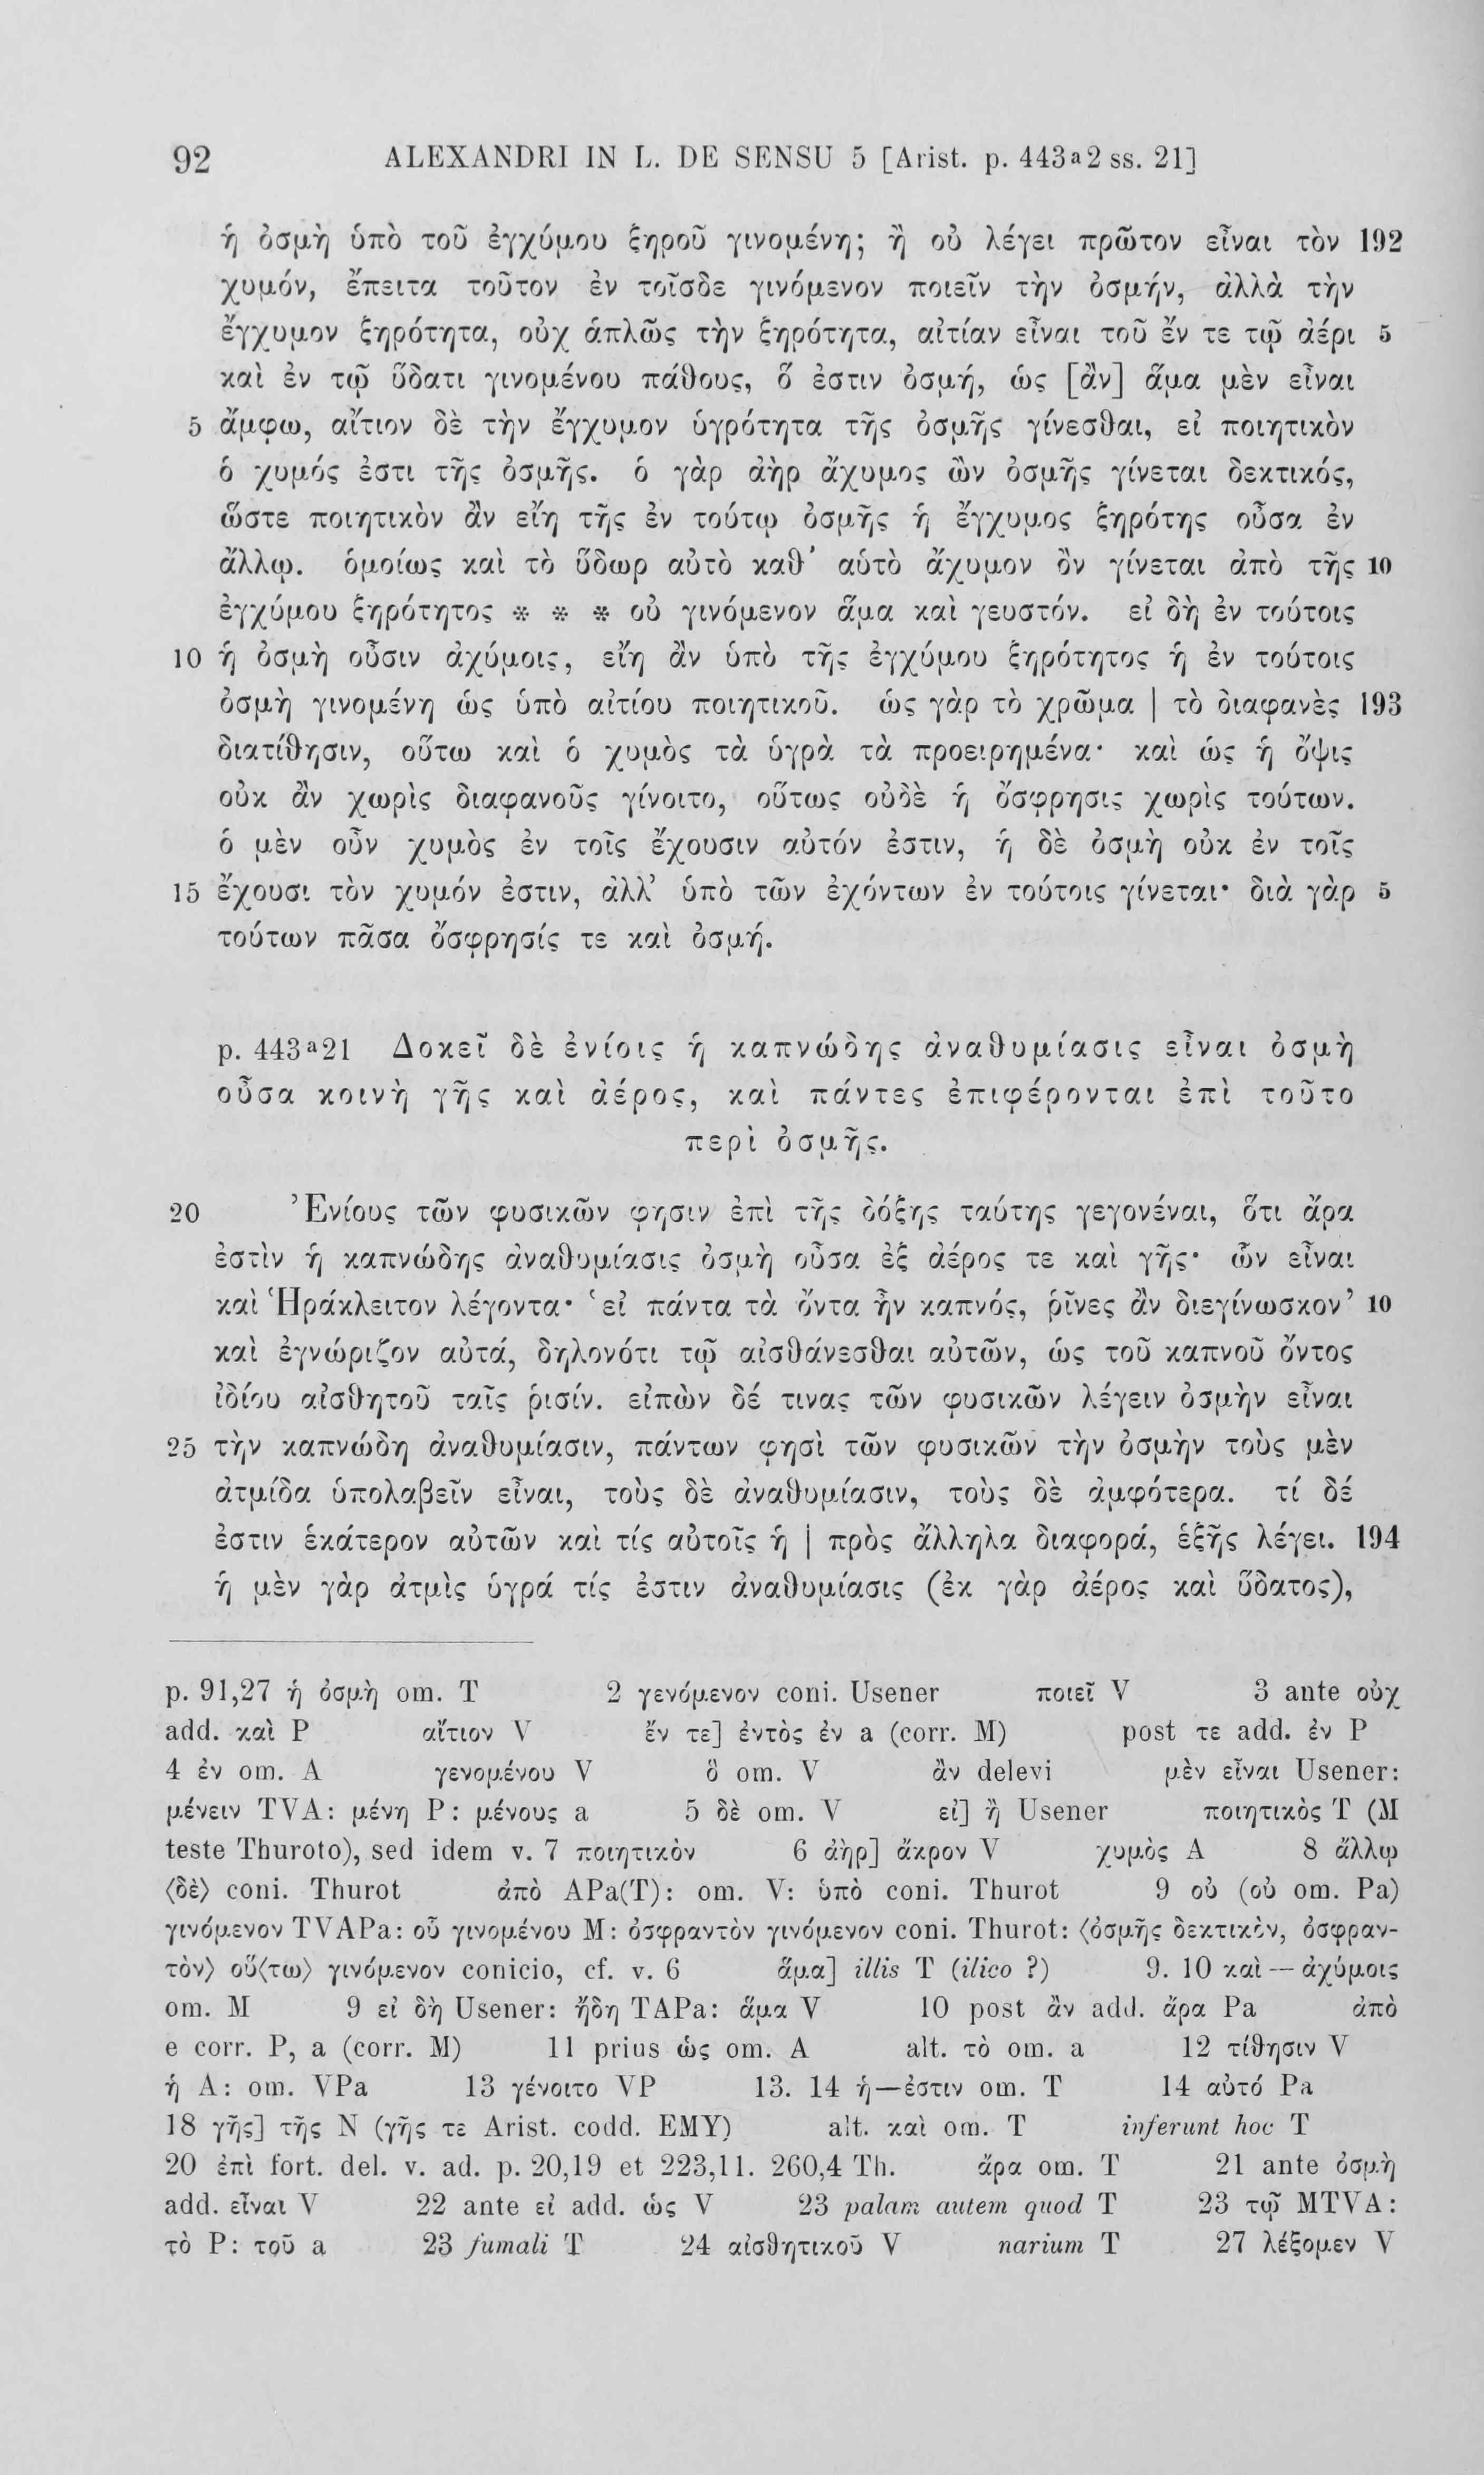 92 ALEXANDRI IN L. DE SENSU 5 [Arist. p. 443ᵃ2 ss. 21]
ἡ ὀσμὴ ὑπὸ τοῦ ἐγχύμου ξηροῦ γινομένη; ἢ οὐ λέγει πρῶτον εἶναι τὸν 192
χυμόν, ἔπειτα τοῦτον ἐν τοῖσδε γινόμενον ποιεῖν τὴν ὀσμήν, ἀλλὰ τὴν
ἔγχυμον ξηρότητα, οὐχ ἁπλῶς τὴν ξηρότητα, αἰτίαν εἶναι τοῦ ἔν τε τῷ ἀέρι 5
καὶ ἐν τῷ ὕδατι γινομένου πάθους, ὅ ἐστιν ὀσμή, ὡς [ἂν] ἅμα μὲν εἶναι
5 ἄμφω, αἴτιον δὲ τὴν ἔγχυμον ὑγρότητα τῆς ὀσμῆς γίνεσθαι, εἰ ποιητικὸν
ὁ χυμός ἐστι τῆς ὀσμῆς. ὁ γὰρ ἀὴρ ἄχυμος ὢν ὀσμῆς γίνεται δεκτικός,
ὥστε ποιητικὸν ἂν εἴη τῆς ἐν τούτῳ ὀσμῆς ἡ ἔγχυμος ξηρότης οὖσα ἐν
ἄλλῳ. ὁμοίως καὶ τὸ ὕδωρ αὐτὸ καθ’ αὑτὸ ἄχυμον ὂν γίνεται ἀπὸ τῆς 10
ἐγχύμου ξηρότητος * * * οὐ γινόμενον ἅμα καὶ γευστόν. εἰ δὴ ἐν τούτοις
10 ἡ ὀσμὴ οὖσιν ἀχύμοις, εἴη ἂν ὑπὸ τῆς ἐγχύμου ξηρότητος ἡ ἐν τούτοις
ὀσμὴ γινομένη ὡς ὑπὸ αἰτίου ποιητικοῦ. ὡς γὰρ τὸ χρῶμα | τὸ διαφανὲς 193
διατίθησιν, οὕτω καὶ ὁ χυμὸς τὰ ὑγρὰ τὰ προειρημένα· καὶ ὡς ἡ ὄψις
οὐκ ἂν χωρὶς διαφανοῦς γίνοιτο, οὕτως οὐδὲ ἡ ὄσφρησις χωρὶς τούτων.
ὁ μὲν οὖν χυμὸς ἐν τοῖς ἔχουσιν αὐτόν ἐστιν, ἡ δὲ ὀσμὴ οὐκ ἐν τοῖς
15 ἔχουσι τὸν χυμόν ἐστιν, ἀλλ’ ὑπὸ τῶν ἐχόντων ἐν τούτοις γίνεται· διὰ γὰρ 5
τούτων πᾶσα ὄσφρησίς τε καὶ ὀσμή.
p. 443ᵃ21 Δοκεῖ δὲ ἐνίοις ἡ καπνώδης ἀναθυμίασις εἶναι ὀσμὴ
οὖσα κοινὴ γῆς καὶ ἀέρος, καὶ πάντες ἐπιφέρονται ἐπὶ τοῦτο
περὶ ὀσμῆς.
20 Ἐνίους τῶν φυσικῶν φησιν ἐπὶ τῆς δόξης ταύτης γεγονέναι, ὅτι ἄρα
ἐστὶν ἡ καπνώδης ἀναθυμίασις ὀσμὴ οὖσα ἐξ ἀέρος τε καὶ γῆς· ὧν εἶναι
καὶ Ἡράκλειτον λέγοντα· ‘εἰ πάντα τὰ ὄντα ἦν καπνός, ῥῖνες ἂν διεγίνωσκον’ 10
καὶ ἐγνώριζον αὐτά, δηλονότι τῷ αἰσθάνεσθαι αὐτῶν, ὡς τοῦ καπνοῦ ὄντος
ἰδίου αἰσθητοῦ ταῖς ῥισίν. εἰπὼν δέ τινας τῶν φυσικῶν λέγειν ὀσμὴν εἶναι
25 τὴν καπνώδη ἀναθυμίασιν, πάντων φησὶ τῶν φυσικῶν τὴν ὀσμὴν τοὺς μὲν
ἀτμίδα ὑπολαβεῖν εἶναι, τοὺς δὲ ἀναθυμίασιν, τοὺς δὲ ἀμφότερα. τί δέ
ἐστιν ἑκάτερον αὐτῶν καὶ τίς αὐτοῖς ἡ | πρὸς ἄλληλα διαφορά, ἑξῆς λέγει. 194
ἡ μὲν γὰρ ἀτμὶς ὑγρά τίς ἐστιν ἀναθυμίασις (ἐκ γὰρ ἀέρος καὶ ὕδατος),
p. 91,27 ἡ ὀσμὴ om. T 2 γενόμενον coni. Usener ποιεῖ V 3 ante οὐχ
add. καὶ P αἴτιον V ἔν τε] ἐντὸς ἐν a (corr. M) post τε add. ἐν P
4 ἐν om. A γενομένου V ὃ om. V ἂν delevi μὲν εἶναι Usener:
μένειν TVA: μένη P: μένους a 5 δὲ om. V εἰ] ἢ Usener ποιητικὸς T (M
teste Thuroto), sed idem v. 7 ποιητικὸν 6 ἀὴρ] ἄκρον V χυμὸς A 8 ἄλλῳ
⟨δὲ⟩ coni. Thurot ἀπὸ APa(T): om. V: ὑπὸ coni. Thurot 9 οὐ (οὐ om. Pa)
γινόμενον TVAPa: οὗ γινομένου M: ὀσφραντὸν γινόμενον coni. Thurot: ⟨ὀσμῆς δεκτικὸν, ὀσφραν-
τὸν⟩ οὕ⟨τω⟩ γινόμενον conicio, cf. v. 6 ἅμα] illis T (ilico ?) 9. 10 καὶ — ἀχύμοις
om. M 9 εἰ δὴ Usener: ἤδη TAPa: ἅμα V 10 post ἂν add. ἄρα Pa ἀπὸ
e corr. P, a (corr. M) 11 prius ὡς om. A alt. τὸ om. a 12 τίθησιν V
ἡ A: om. VPa 13 γένοιτο VP 13. 14 ἡ—ἐστιν om. T 14 αὐτό Pa
18 γῆς] τῆς N (γῆς τε Arist. codd. EMY) alt. καὶ om. T inferunt hoc T
20 ἐπὶ fort. del. v. ad. p. 20,19 et 223,11. 260,4 Th. ἄρα om. T 21 ante ὀσμὴ
add. εἶναι V 22 ante εἰ add. ὡς V 23 palam autem quod T 23 τῷ MTVA:
τὸ P: τοῦ a 23 fumali T 24 αἰσθητικοῦ V narium T 27 λέξομεν V